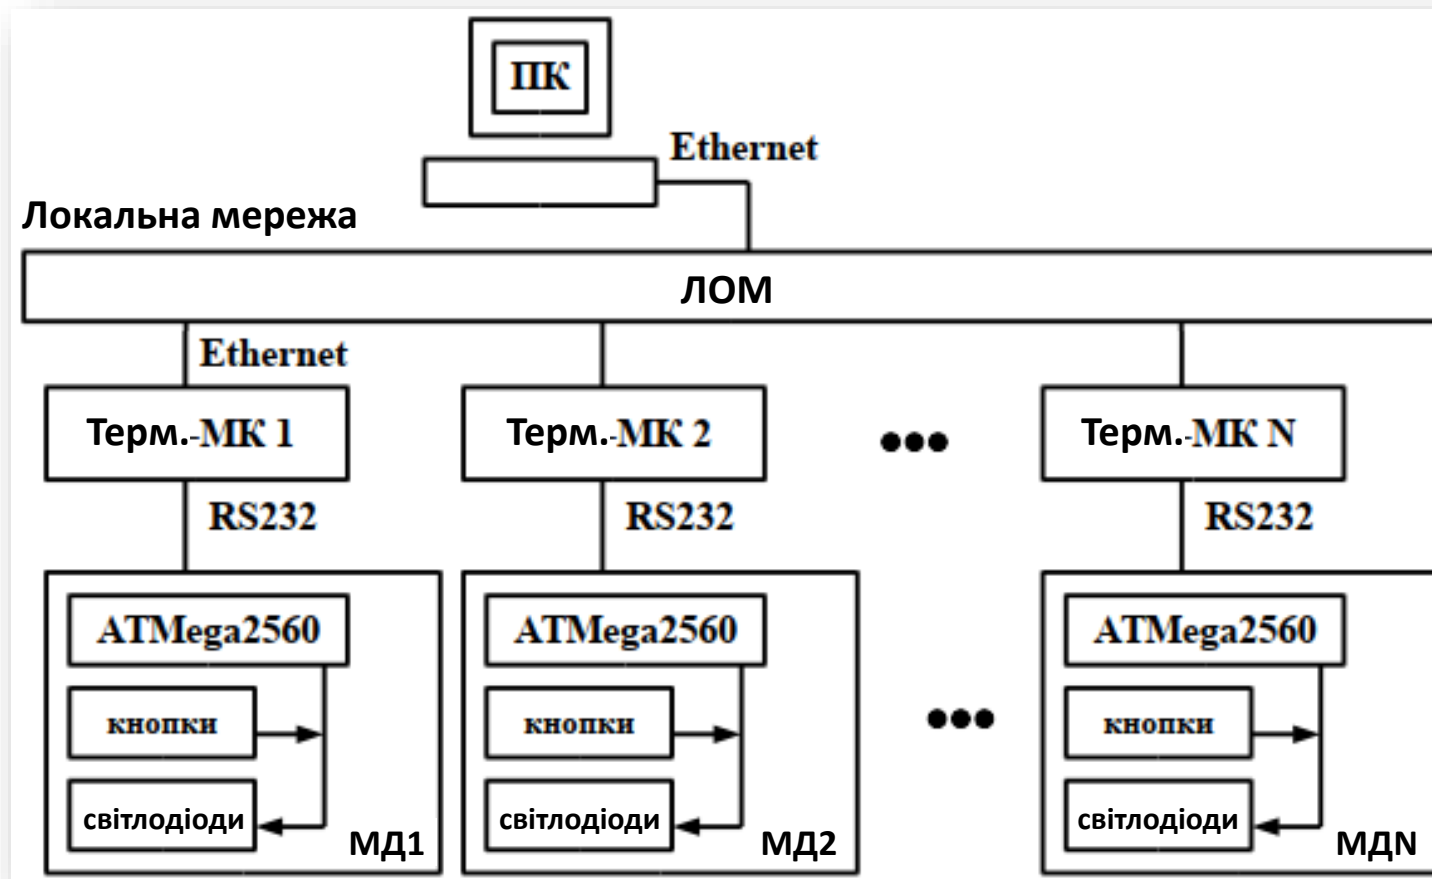 ПК
Ethernet
Локальна мережа
ЛОМ
Ethernet
Терм.-МК 1
Терм.-МК 2
Терм.-МК N
RS232
RS232
RS232
ATMega2560
ATMega2560
ATMega2560
кнопки
кнопки
кнопки
світлодіоди
світлодіоди
світлодіоди
МД1
МД2
МДN